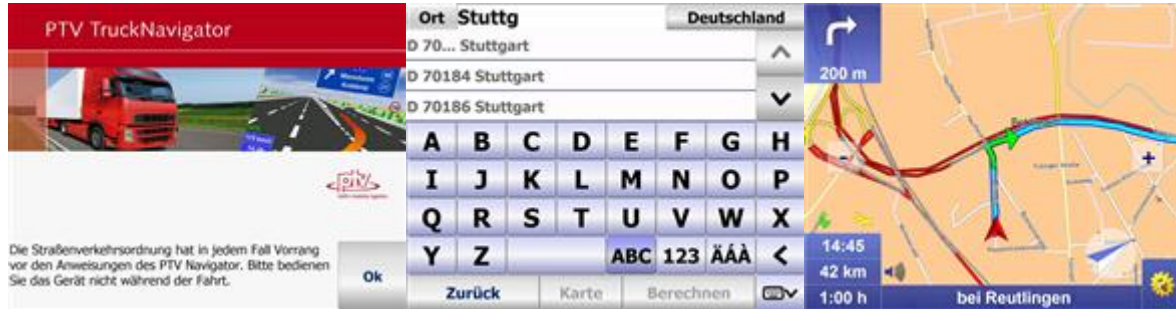 PTV TruckNavigator
ptv
Die Straßenverkehrsordnung hat in jedem Fall Vorrang
vor den Anweisungen des PTV Navigator. Bitte bedienen
Sie das Gerät nicht während der Fahrt.
Ok
Ort Stuttg Deutschland
D 70... Stuttgart
D 70184 Stuttgart
D 70186 Stuttgart
A B C D E F G H
I J K L M N O P
Q R S T U V W X
Y Z ABC 123 ÄÁÀ <
Zurück Karte Berechnen
200 m
- +
14:45
42 km
1:00 h bei Reutlingen